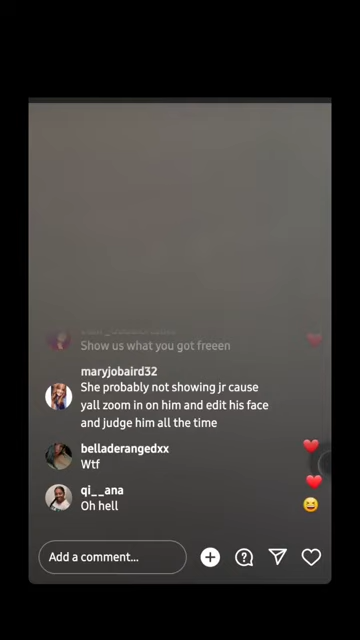 Show us what you got freeen
maryjobaird32
She probably not showing jr cause
yall zoom in on him and edit his face
and judge him all the time
belladerangedxx
Wtf
qi__ana
Oh hell
Add a comment...